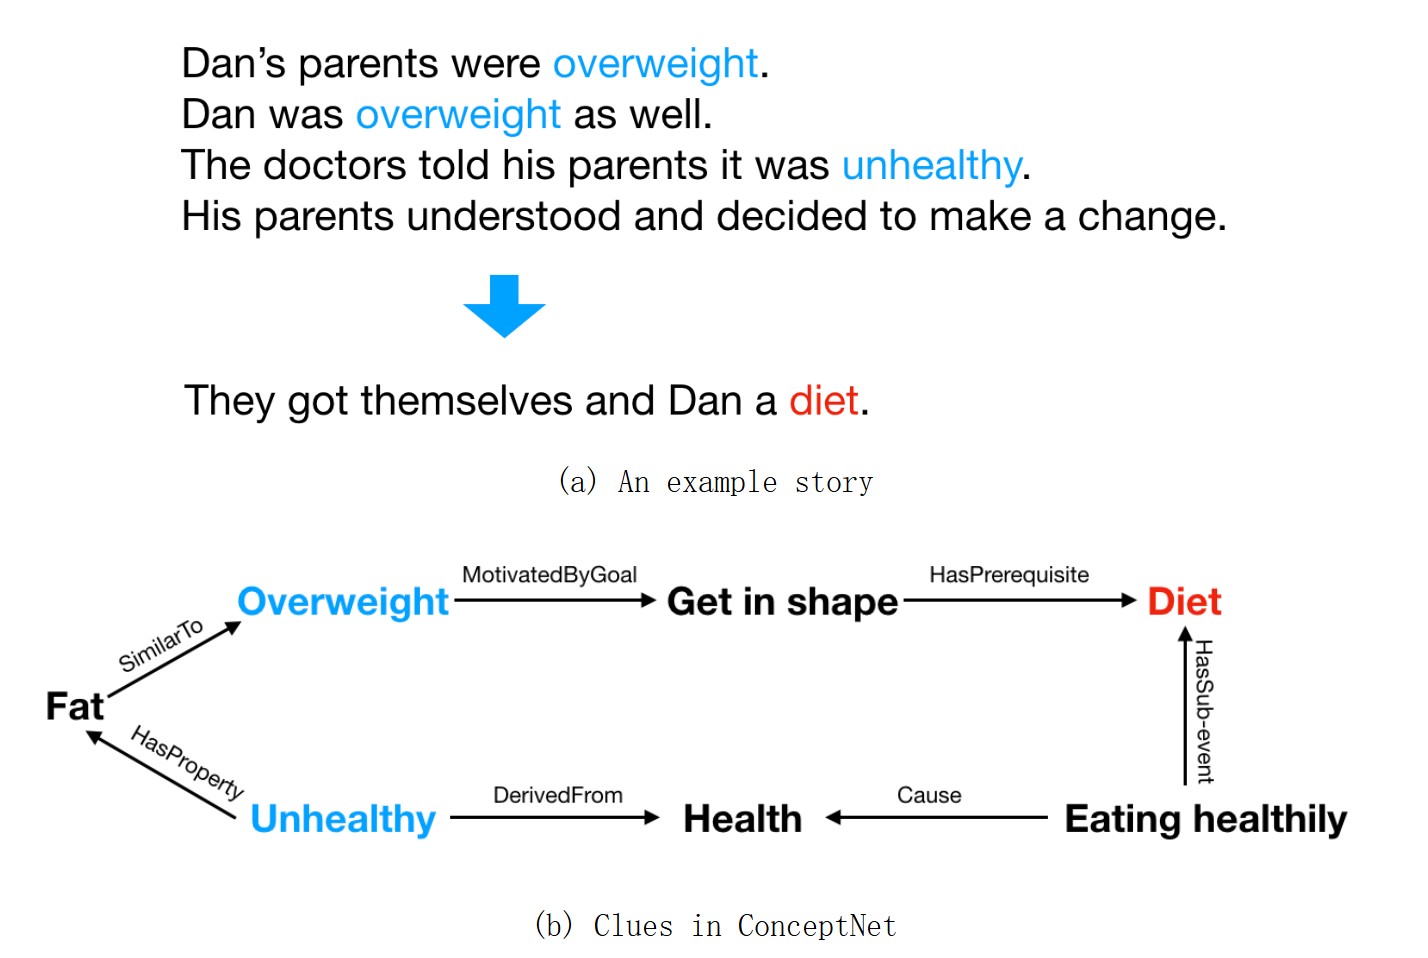 Dan’s parents were overweight.
Dan was overweight as well.
The doctors told his parents it was unhealthy.
His parents understood and decided to make a change.
They got themselves and Dan a diet.
(a) An example story
MotivatedByGoal
HasPrerequisite
Overweight
Get in shape
Diet
SimilarTo
HasSub-event
Fat
HasProperty
DerivedFrom
Cause
Unhealthy
Health
Eating healthily
(b) Clues in ConceptNet